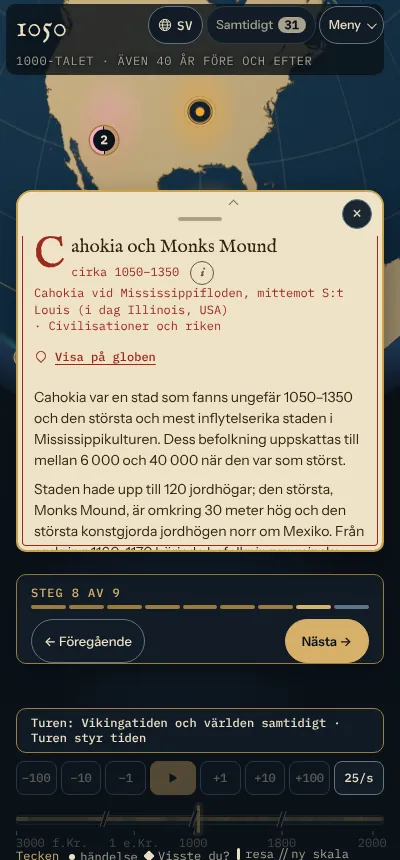 1050
SV
Samtidigt 31
Meny
1000-TALET · ÄVEN 40 ÅR FÖRE OCH EFTER
2
×
Cahokia och Monks Mound
cirka 1050–1350 i
Cahokia vid Mississippifloden, mittemot S:t
Louis (i dag Illinois, USA)
· Civilisationer och riken
Visa på globen
Cahokia var en stad som fanns ungefär 1050–1350
och den största och mest inflytelserika staden i
Mississippikulturen. Dess befolkning uppskattas till
mellan 6 000 och 40 000 när den var som störst.
Staden hade upp till 120 jordhögar; den största,
Monks Mound, är omkring 30 meter hög och den
största konstgjorda jordhögen norr om Mexiko. Från
STEG 8 AV 9
← Föregående
Nästa →
Turen: Vikingatiden och världen samtidigt ·
Turen styr tiden
−100
−10
−1
+1
+10
+100
25/s
3000 f.Kr.
1 e.Kr.
1000
1800
2000
Tecken
händelse
Visste du?
resa
ny skala